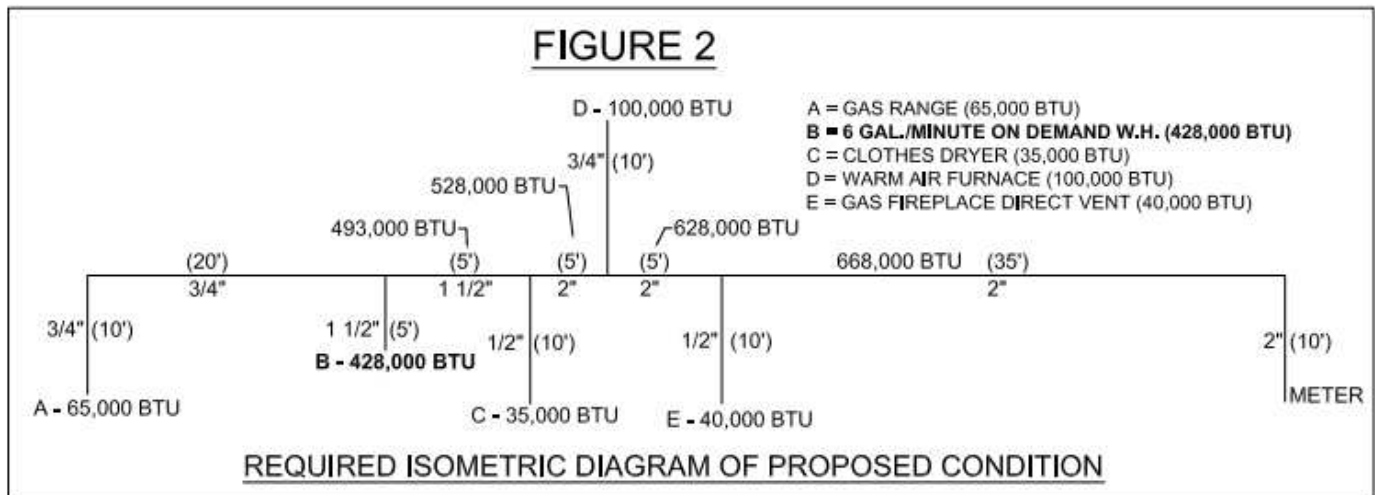 FIGURE 2
D - 100,000 BTU
A = GAS RANGE (65,000 BTU)
B = 6 GAL./MINUTE ON DEMAND W.H. (428,000 BTU)
C = CLOTHES DRYER (35,000 BTU)
D = WARM AIR FURNACE (100,000 BTU)
E = GAS FIREPLACE DIRECT VENT (40,000 BTU)
3/4" (10')
528,000 BTU
493,000 BTU
628,000 BTU
(20') (5') (5') (5') 668,000 BTU (35')
3/4" 1 1/2" 2" 2" 2"
3/4" (10') 1 1/2" (5') 1/2" (10') 1/2" (10') 2" (10')
B - 428,000 BTU
METER
A - 65,000 BTU C - 35,000 BTU E - 40,000 BTU
REQUIRED ISOMETRIC DIAGRAM OF PROPOSED CONDITION